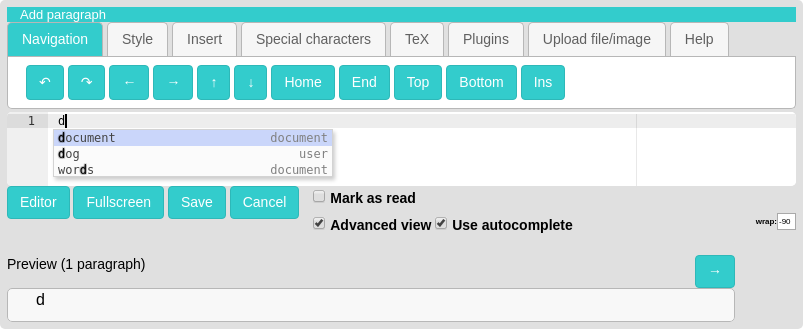 Add paragraph
Navigation Style Insert Special characters TeX Plugins Upload file/image Help
↶ ↷ ← → ↑ ↓ Home End Top Bottom Ins
1 d
document document
dog user
words document
Editor Fullscreen Save Cancel Mark as read
Advanced view Use autocomplete wrap: -90
Preview (1 paragraph) →
d